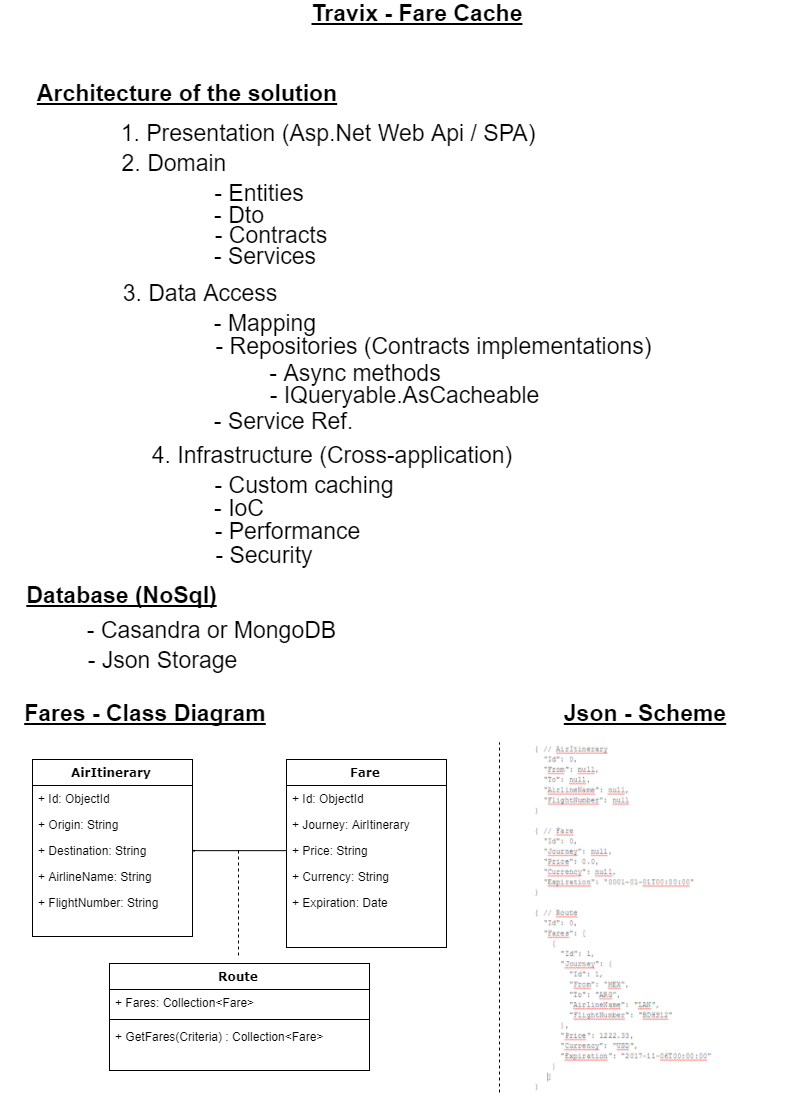 Travix - Fare Cache
Architecture of the solution
1. Presentation (Asp.Net Web Api / SPA)
2. Domain
- Entities
- Dto
- Contracts
- Services
3. Data Access
- Mapping
- Repositories (Contracts implementations)
- Async methods
- IQueryable.AsCacheable
- Service Ref.
4. Infrastructure (Cross-application)
- Custom caching
- IoC
- Performance
- Security
Database (NoSql)
- Casandra or MongoDB
- Json Storage
Fares - Class Diagram
AirItinerary
+ Id: ObjectId
+ Origin: String
+ Destination: String
+ AirlineName: String
+ FlightNumber: String
Fare
+ Id: ObjectId
+ Journey: AirItinerary
+ Price: String
+ Currency: String
+ Expiration: Date
Route
+ Fares: Collection<Fare>
+ GetFares(Criteria) : Collection<Fare>
Json - Scheme
{ // AirItinerary
"Id": 0,
"From": null,
"To": null,
"AirlineName": null,
"FlightNumber": null
}
{ // Fare
"Id": 0,
"Journey": null,
"Price": 0.0,
"Currency": null,
"Expiration": "0001-01-01T00:00:00"
}
{ // Route
"Id": 0,
"Fares": [
{
"Id": 1,
"Journey": {
"Id": 1,
"From": "MEX",
"To": "ARG",
"AirlineName": "LAN",
"FlightNumber":
},
"Price": 1222.33,
"Currency": "USD",
"Expiration": "2017-11-06T00:00:00"
}
]
}